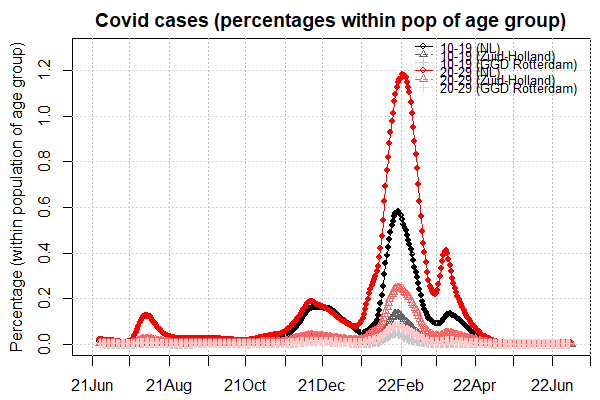 Covid cases (percentages within pop of age group)
Percentage (within population of age group)
1.2
1.0
0.8
0.6
0.4
0.2
0.0
10-19 (NL)
10-19 (Zuid-Holland)
10-19 (GGD Rotterdam)
20-29 (NL)
20-29 (Zuid-Holland)
20-29 (GGD Rotterdam)
21Jun 21Aug 21Oct 21Dec 22Feb 22Apr 22Jun